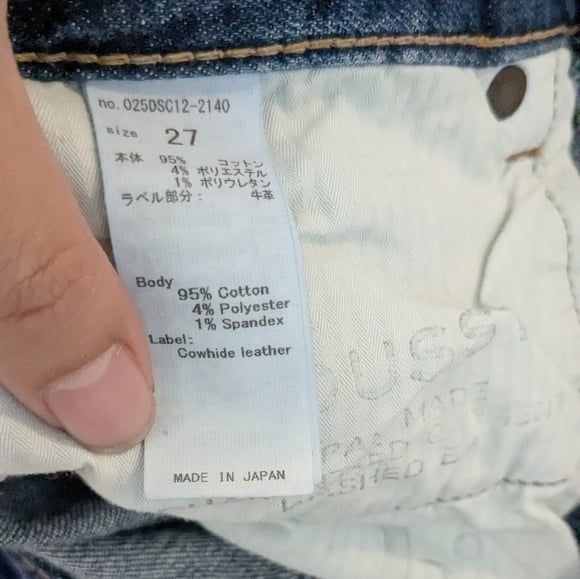 no. 025DSC12-2140
size 27
本体 95% コットン
4% ポリエステル
1% ポリウレタン
ラベル部分: 牛革
Body
95% Cotton
4% Polyester
1% Spandex
Label:
Cowhide leather
MADE IN JAPAN
MADE